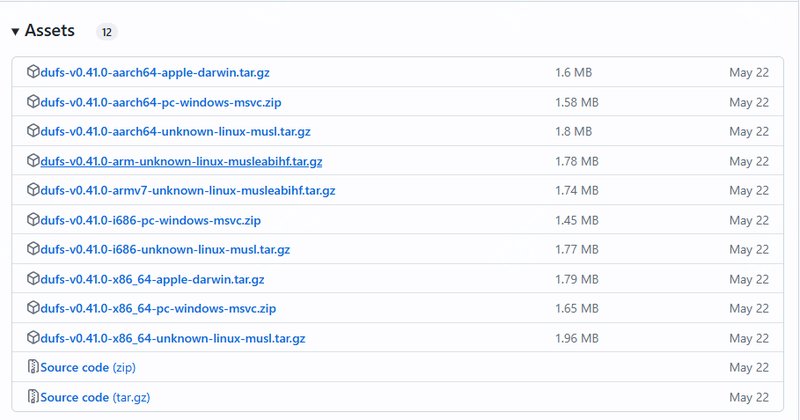 Assets 12
dufs-v0.41.0-aarch64-apple-darwin.tar.gz 1.6 MB May 22
dufs-v0.41.0-aarch64-pc-windows-msvc.zip 1.58 MB May 22
dufs-v0.41.0-aarch64-unknown-linux-musl.tar.gz 1.8 MB May 22
dufs-v0.41.0-arm-unknown-linux-musleabihf.tar.gz 1.78 MB May 22
dufs-v0.41.0-armv7-unknown-linux-musleabihf.tar.gz 1.74 MB May 22
dufs-v0.41.0-i686-pc-windows-msvc.zip 1.45 MB May 22
dufs-v0.41.0-i686-unknown-linux-musl.tar.gz 1.77 MB May 22
dufs-v0.41.0-x86_64-apple-darwin.tar.gz 1.79 MB May 22
dufs-v0.41.0-x86_64-pc-windows-msvc.zip 1.65 MB May 22
dufs-v0.41.0-x86_64-unknown-linux-musl.tar.gz 1.96 MB May 22
Source code (zip) May 22
Source code (tar.gz) May 22